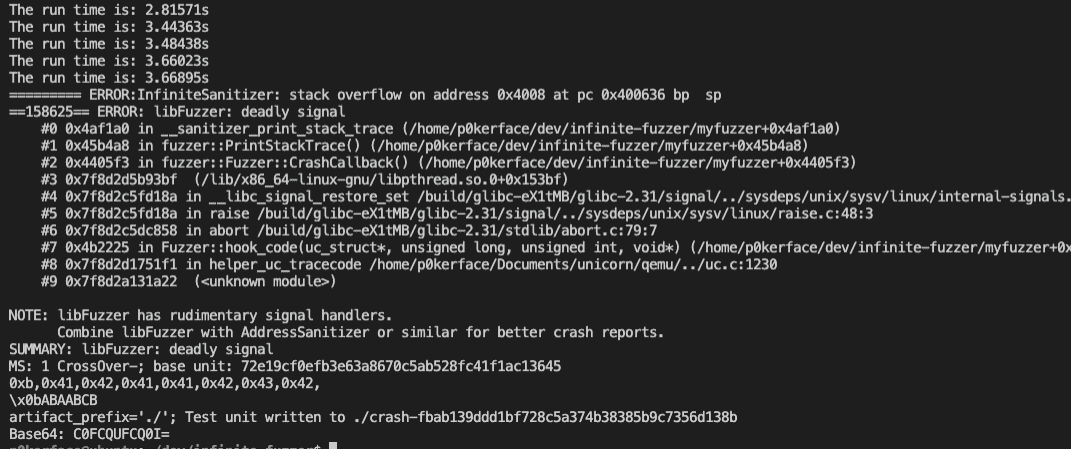 The run time is: 2.81571s
The run time is: 3.44363s
The run time is: 3.48438s
The run time is: 3.66023s
The run time is: 3.66895s
========= ERROR:InfiniteSanitizer: stack overflow on address 0x4008 at pc 0x400636 bp  sp
==158625== ERROR: libFuzzer: deadly signal
    #0 0x4af1a0 in __sanitizer_print_stack_trace (/home/p0kerface/dev/infinite-fuzzer/myfuzzer+0x4af1a0)
    #1 0x45b4a8 in fuzzer::PrintStackTrace() (/home/p0kerface/dev/infinite-fuzzer/myfuzzer+0x45b4a8)
    #2 0x4405f3 in fuzzer::Fuzzer::CrashCallback() (/home/p0kerface/dev/infinite-fuzzer/myfuzzer+0x4405f3)
    #3 0x7f8d2d5b93bf  (/lib/x86_64-linux-gnu/libpthread.so.0+0x153bf)
    #4 0x7f8d2c5fd18a in __libc_signal_restore_set /build/glibc-eX1tMB/glibc-2.31/signal/../sysdeps/unix/sysv/linux/internal-signals.
    #5 0x7f8d2c5fd18a in raise /build/glibc-eX1tMB/glibc-2.31/signal/../sysdeps/unix/sysv/linux/raise.c:48:3
    #6 0x7f8d2c5dc858 in abort /build/glibc-eX1tMB/glibc-2.31/stdlib/abort.c:79:7
    #7 0x4b2225 in Fuzzer::hook_code(uc_struct*, unsigned long, unsigned int, void*) (/home/p0kerface/dev/infinite-fuzzer/myfuzzer+0x
    #8 0x7f8d2d1751f1 in helper_uc_tracecode /home/p0kerface/Documents/unicorn/qemu/../uc.c:1230
    #9 0x7f8d2a131a22  (<unknown module>)
NOTE: libFuzzer has rudimentary signal handlers.
      Combine libFuzzer with AddressSanitizer or similar for better crash reports.
SUMMARY: libFuzzer: deadly signal
MS: 1 CrossOver-; base unit: 72e19cf0efb3e63a8670c5ab528fc41f1ac13645
0xb,0x41,0x42,0x41,0x41,0x42,0x43,0x42,
\x0bABAABCB
artifact_prefix='./'; Test unit written to ./crash-fbab139ddd1bf728c5a374b38385b9c7356d138b
Base64: C0FCQUFCQ0I=